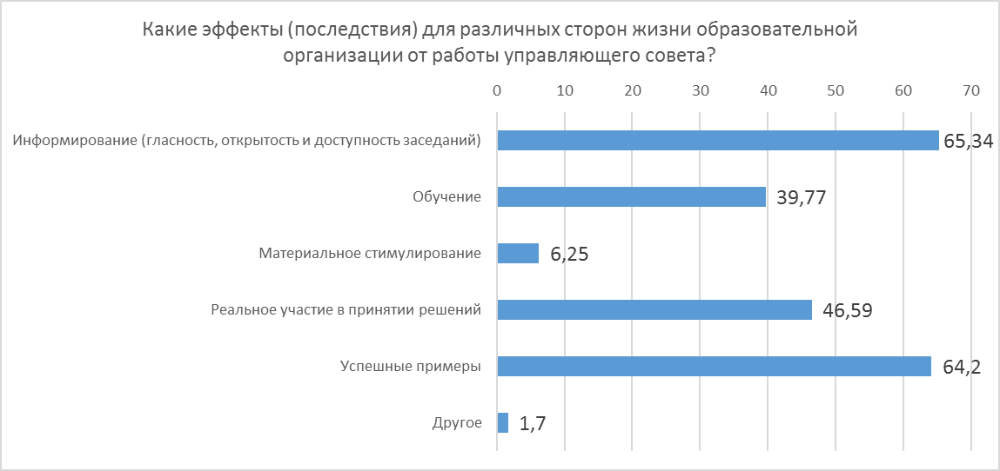 Какие эффекты (последствия) для различных сторон жизни образовательной
организации от работы управляющего совета?
0 10 20 30 40 50 60 70
Информирование (гласность, открытость и доступность заседаний) 65,34
Обучение 39,77
Материальное стимулирование 6,25
Реальное участие в принятии решений 46,59
Успешные примеры 64,2
Другое 1,7